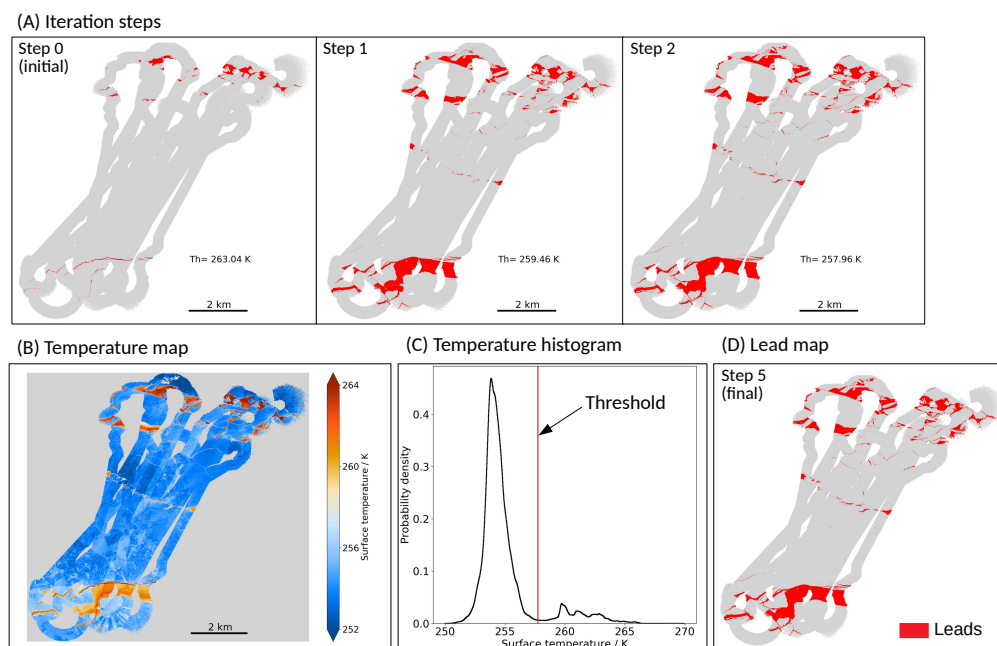 (A) Iteration steps
Step 0
(initial)
Th= 263.04 K
2 km
Step 1
Th= 259.46 K
2 km
Step 2
Th= 257.96 K
2 km
(B) Temperature map
264
260
256
252
Surface temperature / K
2 km
(C) Temperature histogram
Threshold
Probability density
0.4
0.3
0.2
0.1
0.0
250
255
260
265
270
Surface temperature / K
(D) Lead map
Step 5
(final)
Leads